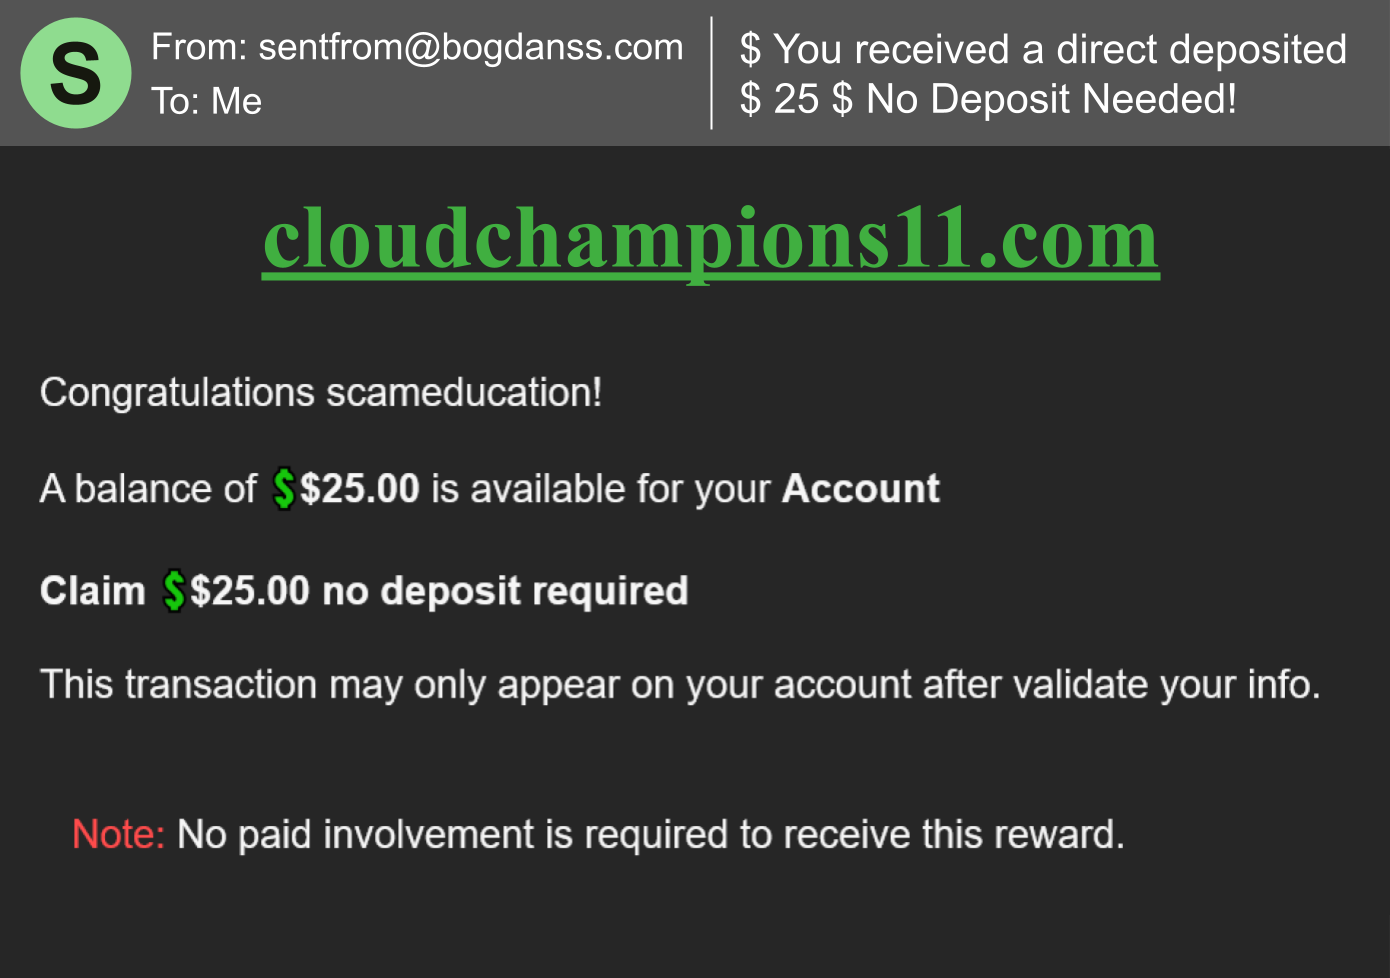 S
From: sentfrom@bogdanss.com
To: Me
$ You received a direct deposited
$ 25 $ No Deposit Needed!
cloudchampions11.com
Congratulations scameducation!
A balance of 💲$25.00 is available for your Account
Claim 💲$25.00 no deposit required
This transaction may only appear on your account after validate your info.
Note: No paid involvement is required to receive this reward.